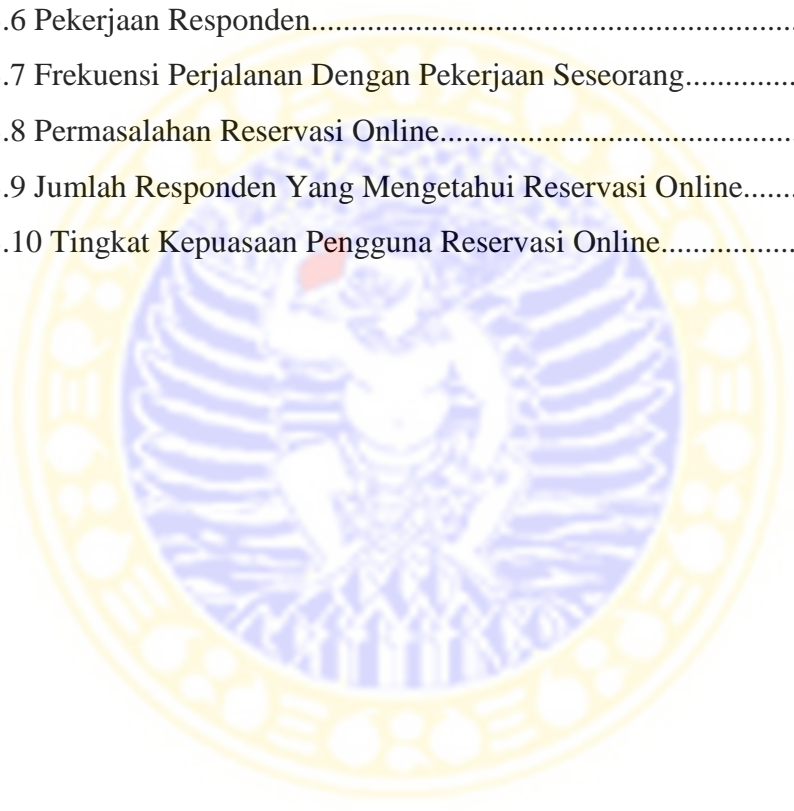 .6 Pekerjaan Responden.............................................................
.7 Frekuensi Perjalanan Dengan Pekerjaan Seseorang..............
.8 Permasalahan Reservasi Online.............................................
.9 Jumlah Responden Yang Mengetahui Reservasi Online.......
.10 Tingkat Kepuasaan Pengguna Reservasi Online.................